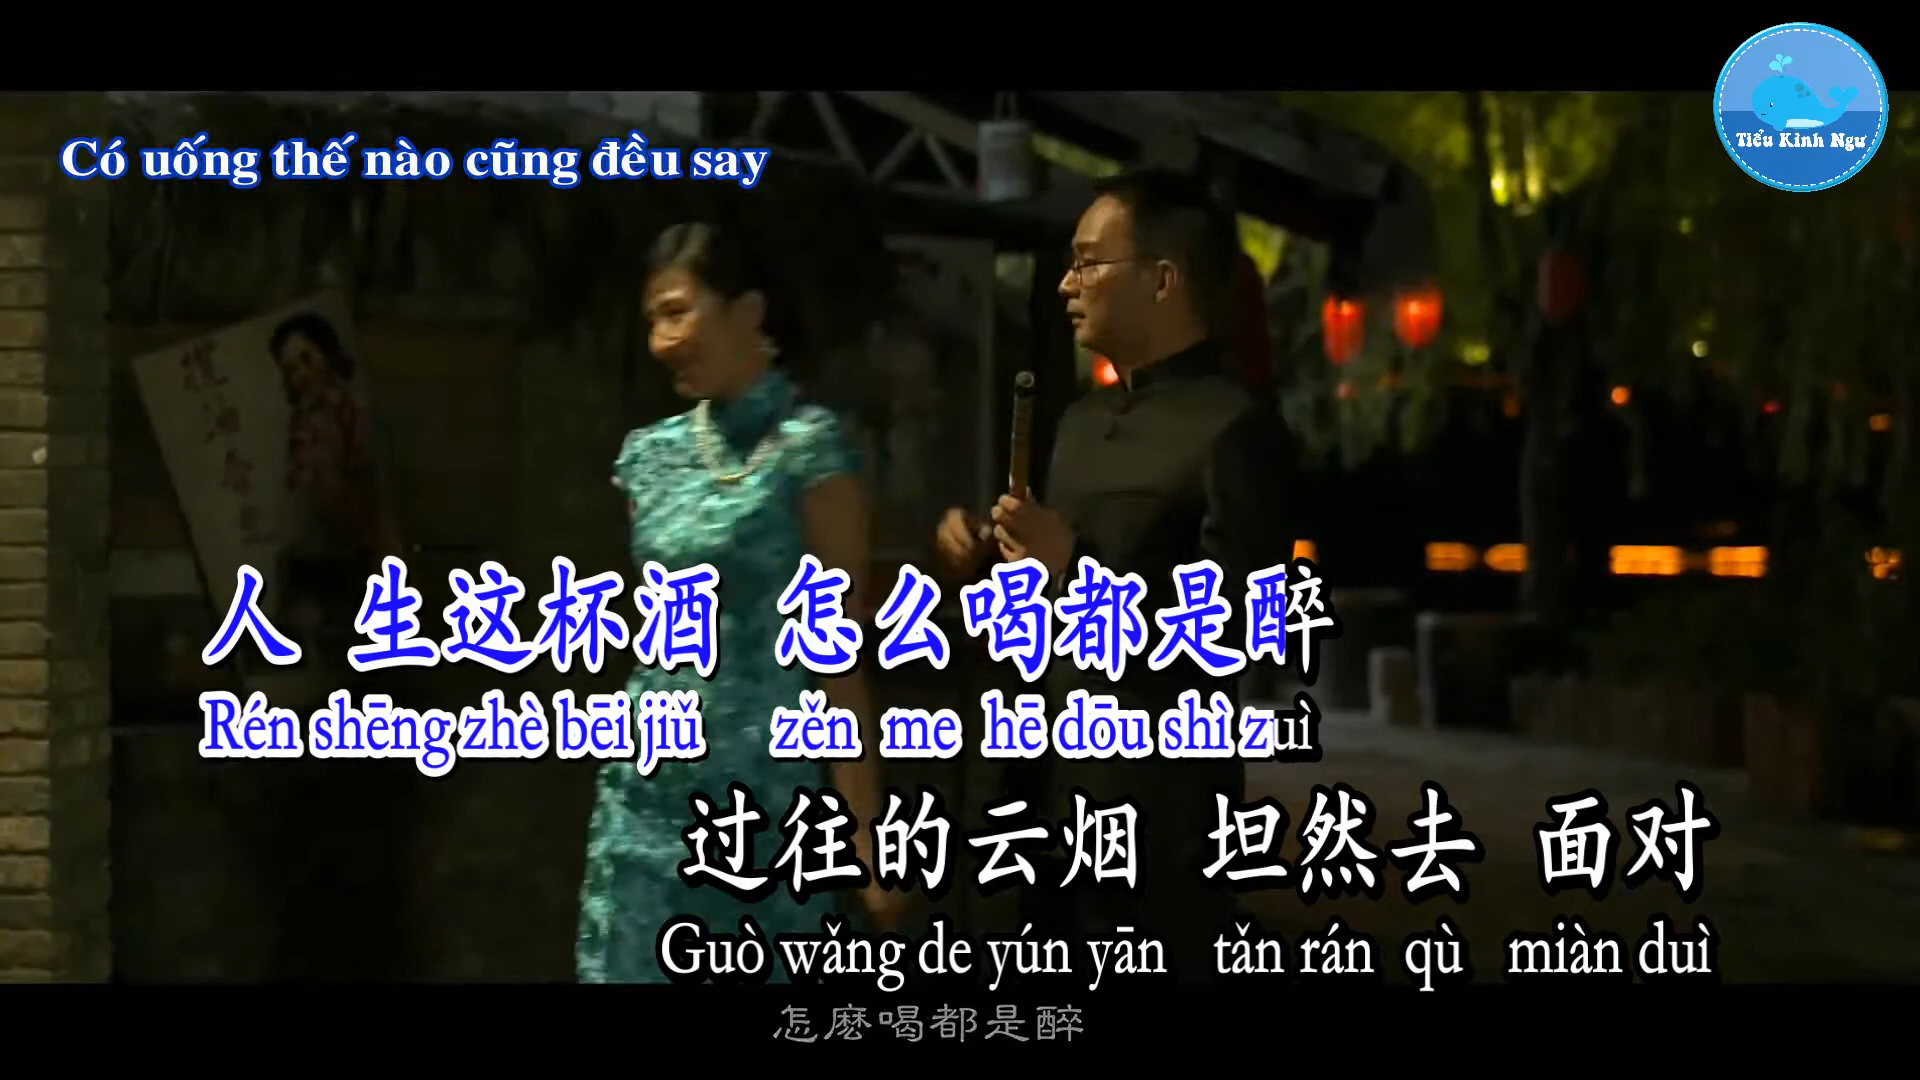 Có uống thế nào cũng đều say
Tiểu Kình Ngư
人 生这杯酒 怎么喝都是醉
Rén shēng zhè bēi jiǔ zěn me hē dōu shì zuì
过往的云烟 坦然去 面对
Guò wǎng de yún yān tǎn rán qù miàn duì
怎麽喝都是醉